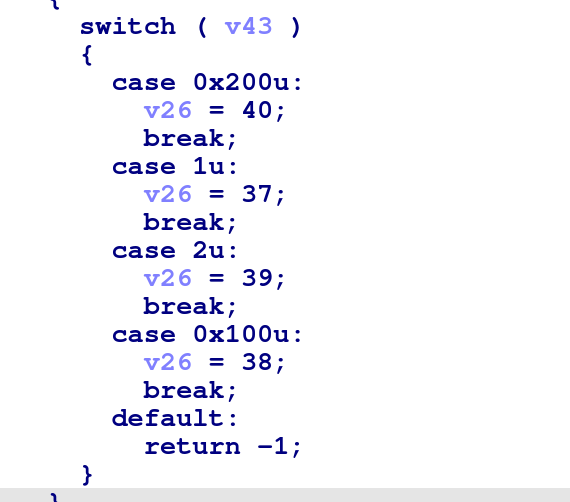 {
switch ( v43 )
{
case 0x200u:
v26 = 40;
break;
case 1u:
v26 = 37;
break;
case 2u:
v26 = 39;
break;
case 0x100u:
v26 = 38;
break;
default:
return -1;
}
}